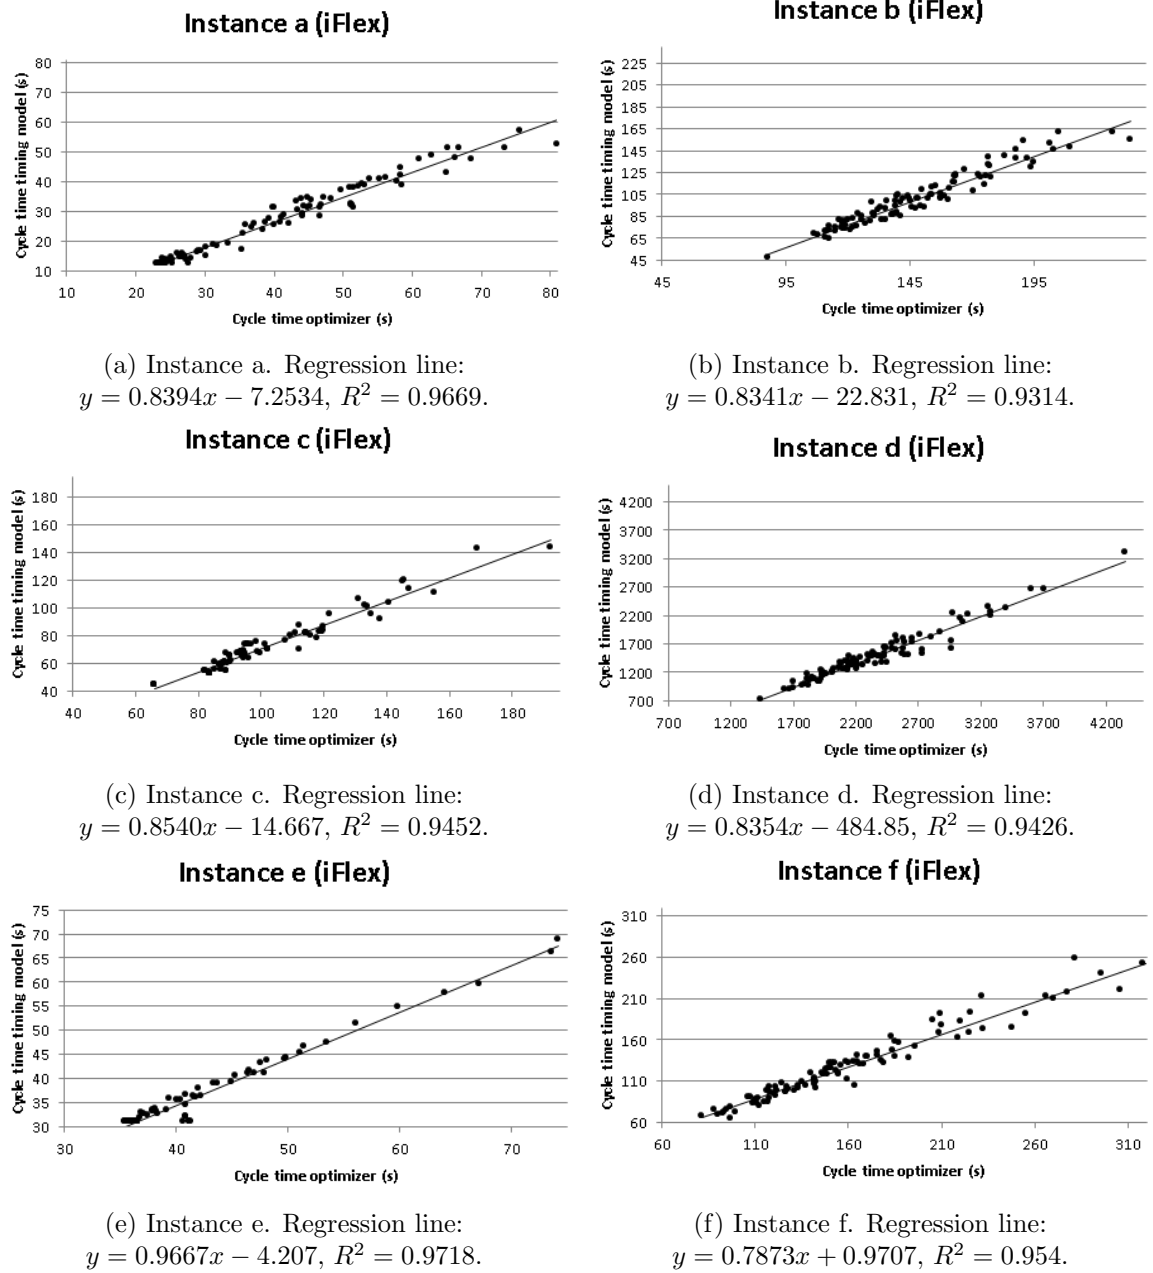 Instance a (iFlex)
Cycle time timing model (s)
80
70
60
50
40
30
20
10
10 20 30 40 50 60 70 80
Cycle time optimizer (s)
(a) Instance a. Regression line:
y = 0.8394x − 7.2534, R² = 0.9669.
Instance b (iFlex)
Cycle time timing model (s)
225
205
185
165
145
125
105
85
65
45
45 95 145 195
Cycle time optimizer (s)
(b) Instance b. Regression line:
y = 0.8341x − 22.831, R² = 0.9314.
Instance c (iFlex)
Cycle time timing model (s)
180
160
140
120
100
80
60
40
40 60 80 100 120 140 160 180
Cycle time optimizer (s)
(c) Instance c. Regression line:
y = 0.8540x − 14.667, R² = 0.9452.
Instance d (iFlex)
Cycle time timing model (s)
4200
3700
3200
2700
2200
1700
1200
700
700 1200 1700 2200 2700 3200 3700 4200
Cycle time optimizer (s)
(d) Instance d. Regression line:
y = 0.8354x − 484.85, R² = 0.9426.
Instance e (iFlex)
Cycle time timing model (s)
75
70
65
60
55
50
45
40
35
30
30 40 50 60 70
Cycle time optimizer (s)
(e) Instance e. Regression line:
y = 0.9667x − 4.207, R² = 0.9718.
Instance f (iFlex)
Cycle time timing model (s)
310
260
210
160
110
60
60 110 160 210 260 310
Cycle time optimizer (s)
(f) Instance f. Regression line:
y = 0.7873x + 0.9707, R² = 0.954.